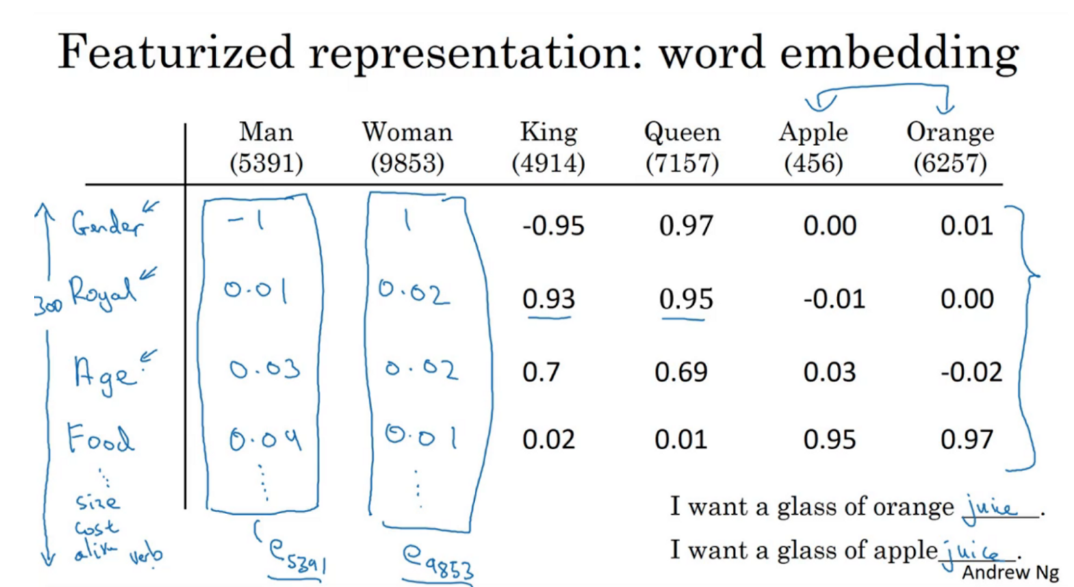 Featurized representation: word embedding
Man Woman King Queen Apple Orange
(5391) (9853) (4914) (7157) (456) (6257)
Gender -1 1 -0.95 0.97 0.00 0.01
300 Royal 0.01 0.02 0.93 0.95 -0.01 0.00
Age 0.03 0.02 0.7 0.69 0.03 -0.02
Food 0.04 0.01 0.02 0.01 0.95 0.97
size
cost
alive verb
e5391 e9853
I want a glass of orange juice.
I want a glass of apple juice.
Andrew Ng